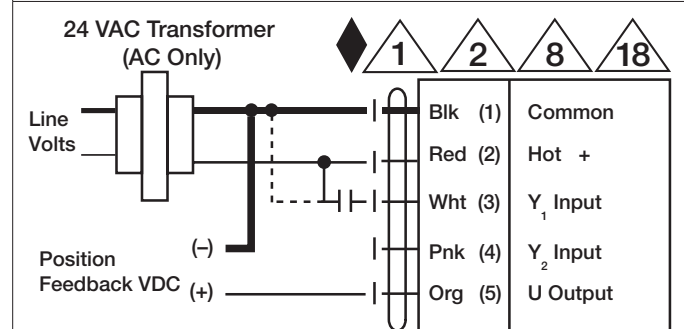 24 VAC Transformer
(AC Only)
1 2 8 18
Line
Volts
Blk (1) Common
Red (2) Hot +
Wht (3) Y1 Input
Pnk (4) Y2 Input
Org (5) U Output
Position
Feedback VDC
(–)
(+)